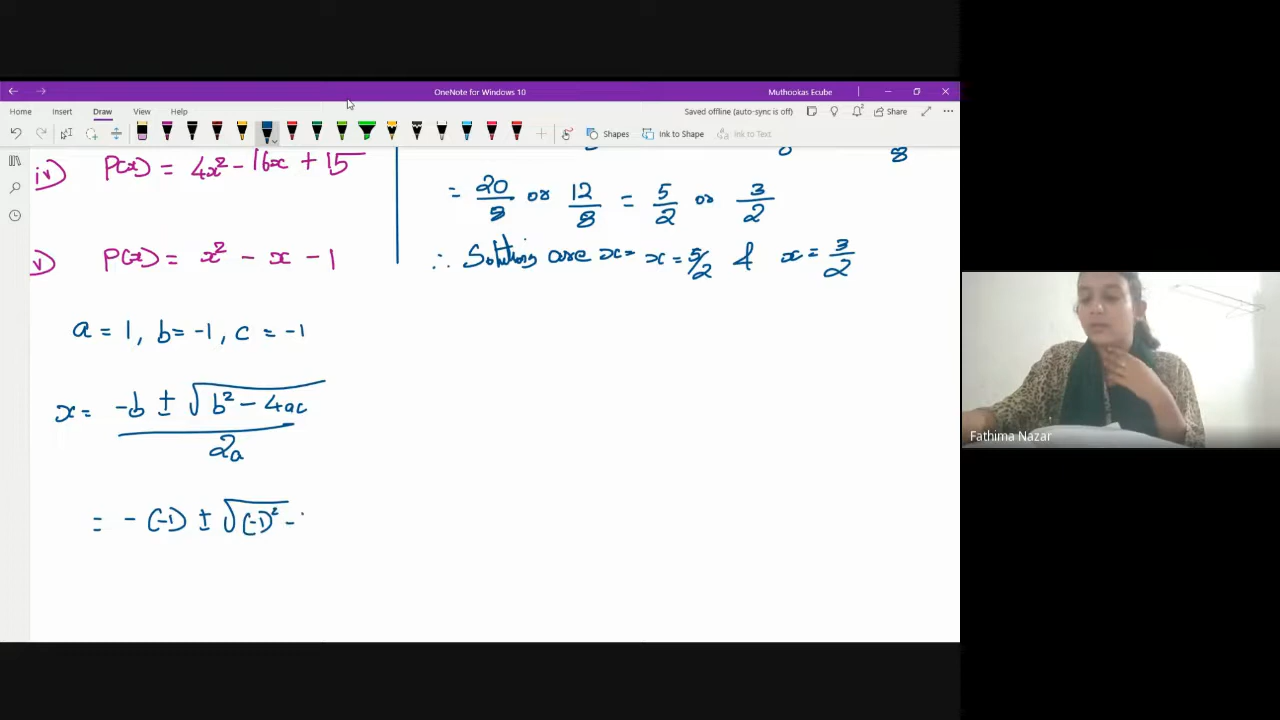 OneNote for Windows 10
Muthookas Ecube
Home Insert Draw View Help
Saved offline (auto-sync is off)
Share
Shapes
Ink to Shape
Ink to Text
iv) P(x) = 4x² - 16x + 15
v) P(x) = x² - x - 1
a = 1, b = -1, c = -1
x = (-b ± √(b² - 4ac)) / 2a
= -(-1) ± √(-1)² -
8
= 20/8 or 12/8 = 5/2 or 3/2
∴ Solutions are x = x = 5/2 & x = 3/2
Fathima Nazar